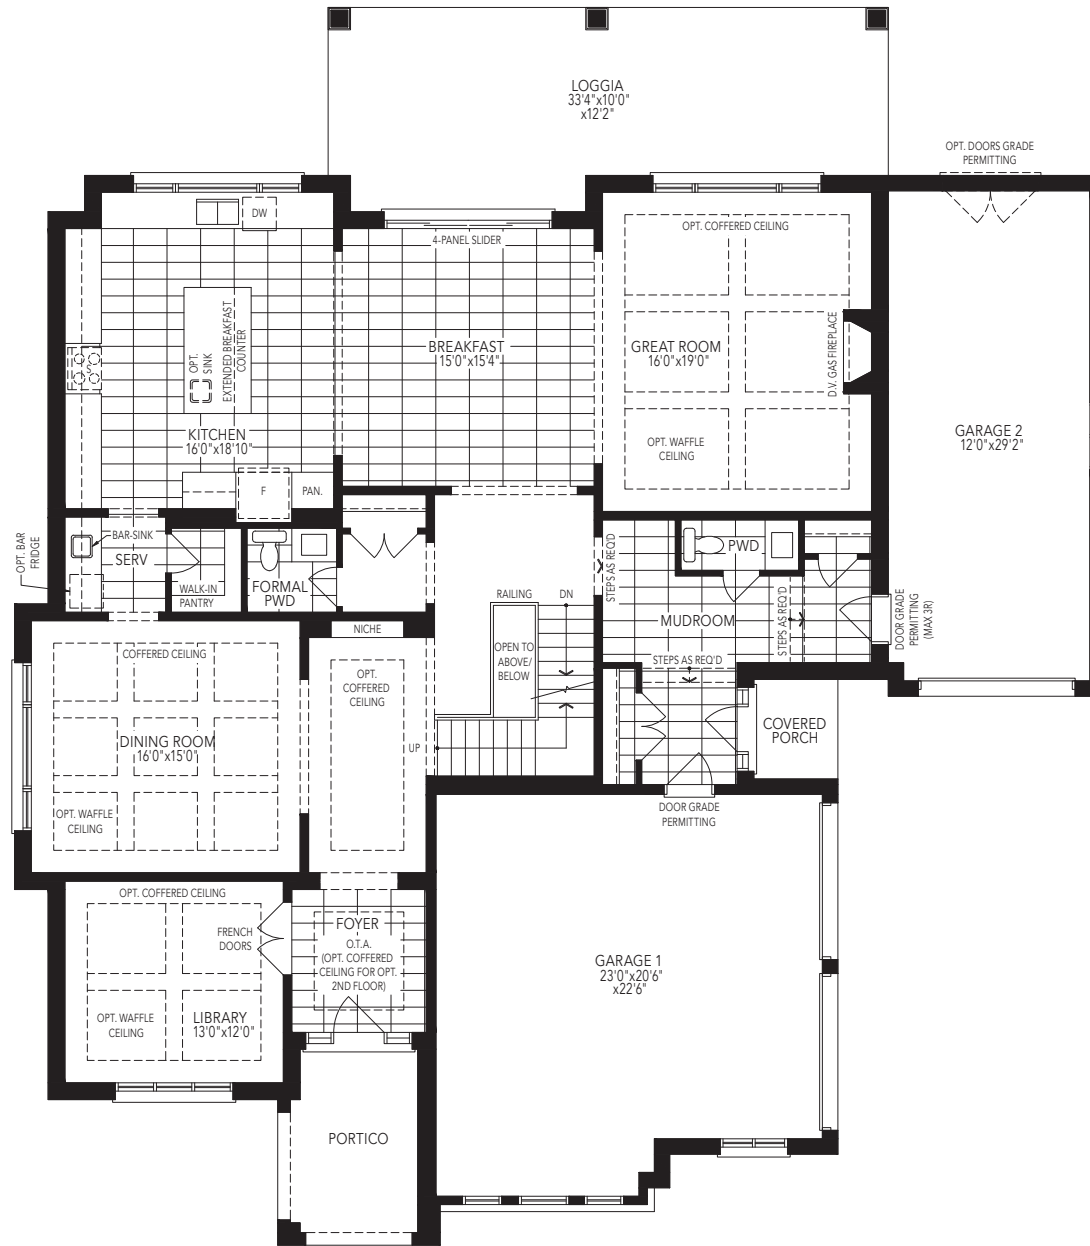 LOGGIA
33'4"x10'0"
x12'2"
OPT. DOORS GRADE
PERMITTING
DW
4-PANEL SLIDER
OPT. COFFERED CEILING
OPT.
SINK
EXTENDED BREAKFAST
COUNTER
S
BREAKFAST
15'0"x15'4"
GREAT ROOM
16'0"x19'0"
D.V. GAS FIREPLACE
KITCHEN
16'0"x18'10"
OPT. WAFFLE
CEILING
GARAGE 2
12'0"x29'2"
F
PAN.
OPT. BAR
FRIDGE
BAR-SINK
SERV
WALK-IN
PANTRY
FORMAL
PWD
STEPS AS REQ'D
PWD
RAILING
DN
MUDROOM
STEPS AS REQ'D
DOOR GRADE
PERMITTING
(MAX 3R)
NICHE
OPEN TO
ABOVE/
BELOW
STEPS AS REQ'D
COFFERED CEILING
OPT.
COFFERED
CEILING
DINING ROOM
16'0"x15'0"
UP
COVERED
PORCH
OPT. WAFFLE
CEILING
DOOR GRADE
PERMITTING
OPT. COFFERED CEILING
FRENCH
DOORS
FOYER
O.T.A.
(OPT. COFFERED
CEILING FOR OPT.
2ND FLOOR)
GARAGE 1
23'0"x20'6"
x22'6"
OPT. WAFFLE
CEILING
LIBRARY
13'0"x12'0"
PORTICO